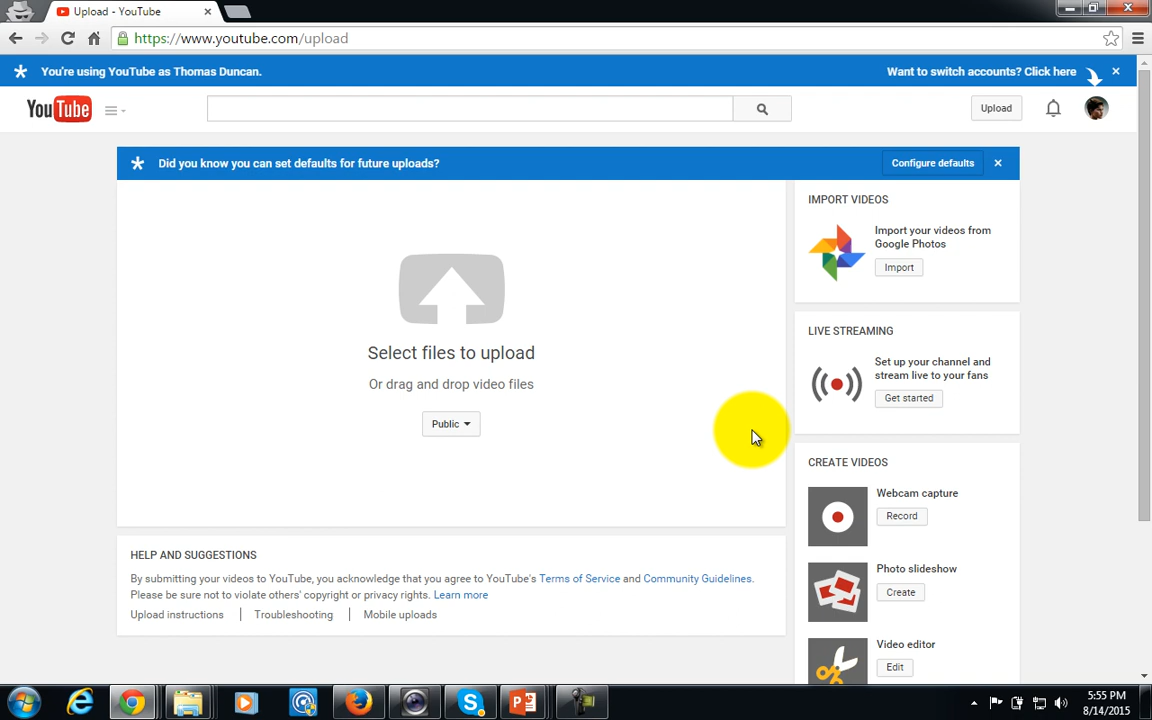 Upload - YouTube
https://www.youtube.com/upload
You're using YouTube as Thomas Duncan.
Want to switch accounts? Click here
YouTube
Upload
Did you know you can set defaults for future uploads?
Configure defaults
Select files to upload
Or drag and drop video files
Public
IMPORT VIDEOS
Import your videos from
Google Photos
Import
LIVE STREAMING
Set up your channel and
stream live to your fans
Get started
CREATE VIDEOS
Webcam capture
Record
Photo slideshow
Create
Video editor
Edit
HELP AND SUGGESTIONS
By submitting your videos to YouTube, you acknowledge that you agree to YouTube's Terms of Service and Community Guidelines.
Please be sure not to violate others' copyright or privacy rights. Learn more
Upload instructions | Troubleshooting | Mobile uploads
5:55 PM
8/14/2015